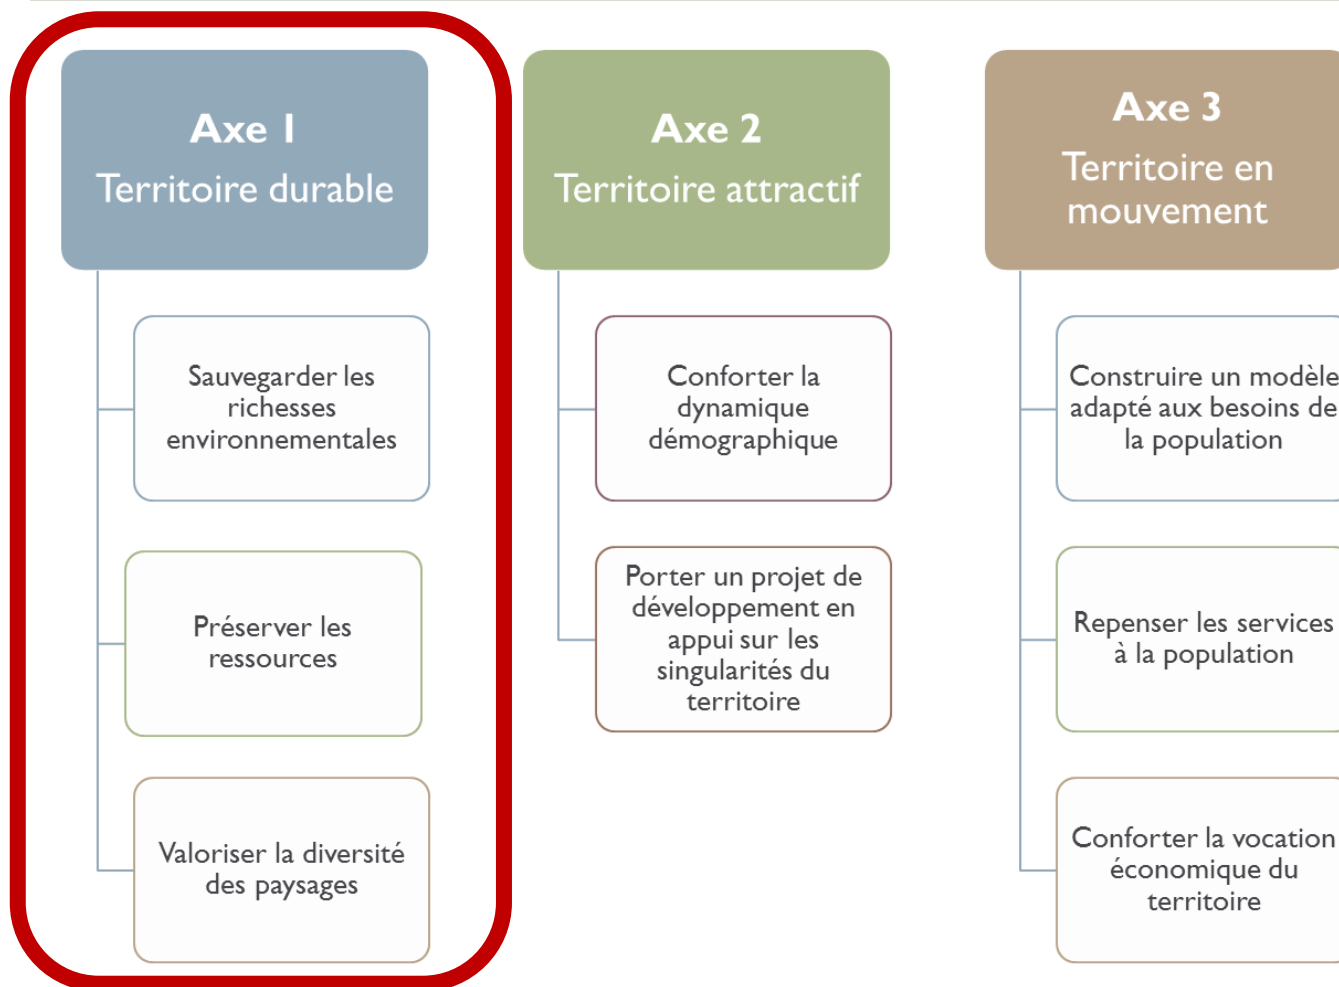 Axe 1
Territoire durable
Sauvegarder les
richesses
environnementales
Préserver les
ressources
Valoriser la diversité
des paysages
Axe 2
Territoire attractif
Conforter la
dynamique
démographique
Porter un projet de
développement en
appui sur les
singularités du
territoire
Axe 3
Territoire en
mouvement
Construire un modèle
adapté aux besoins de
la population
Repenser les services
à la population
Conforter la vocation
économique du
territoire